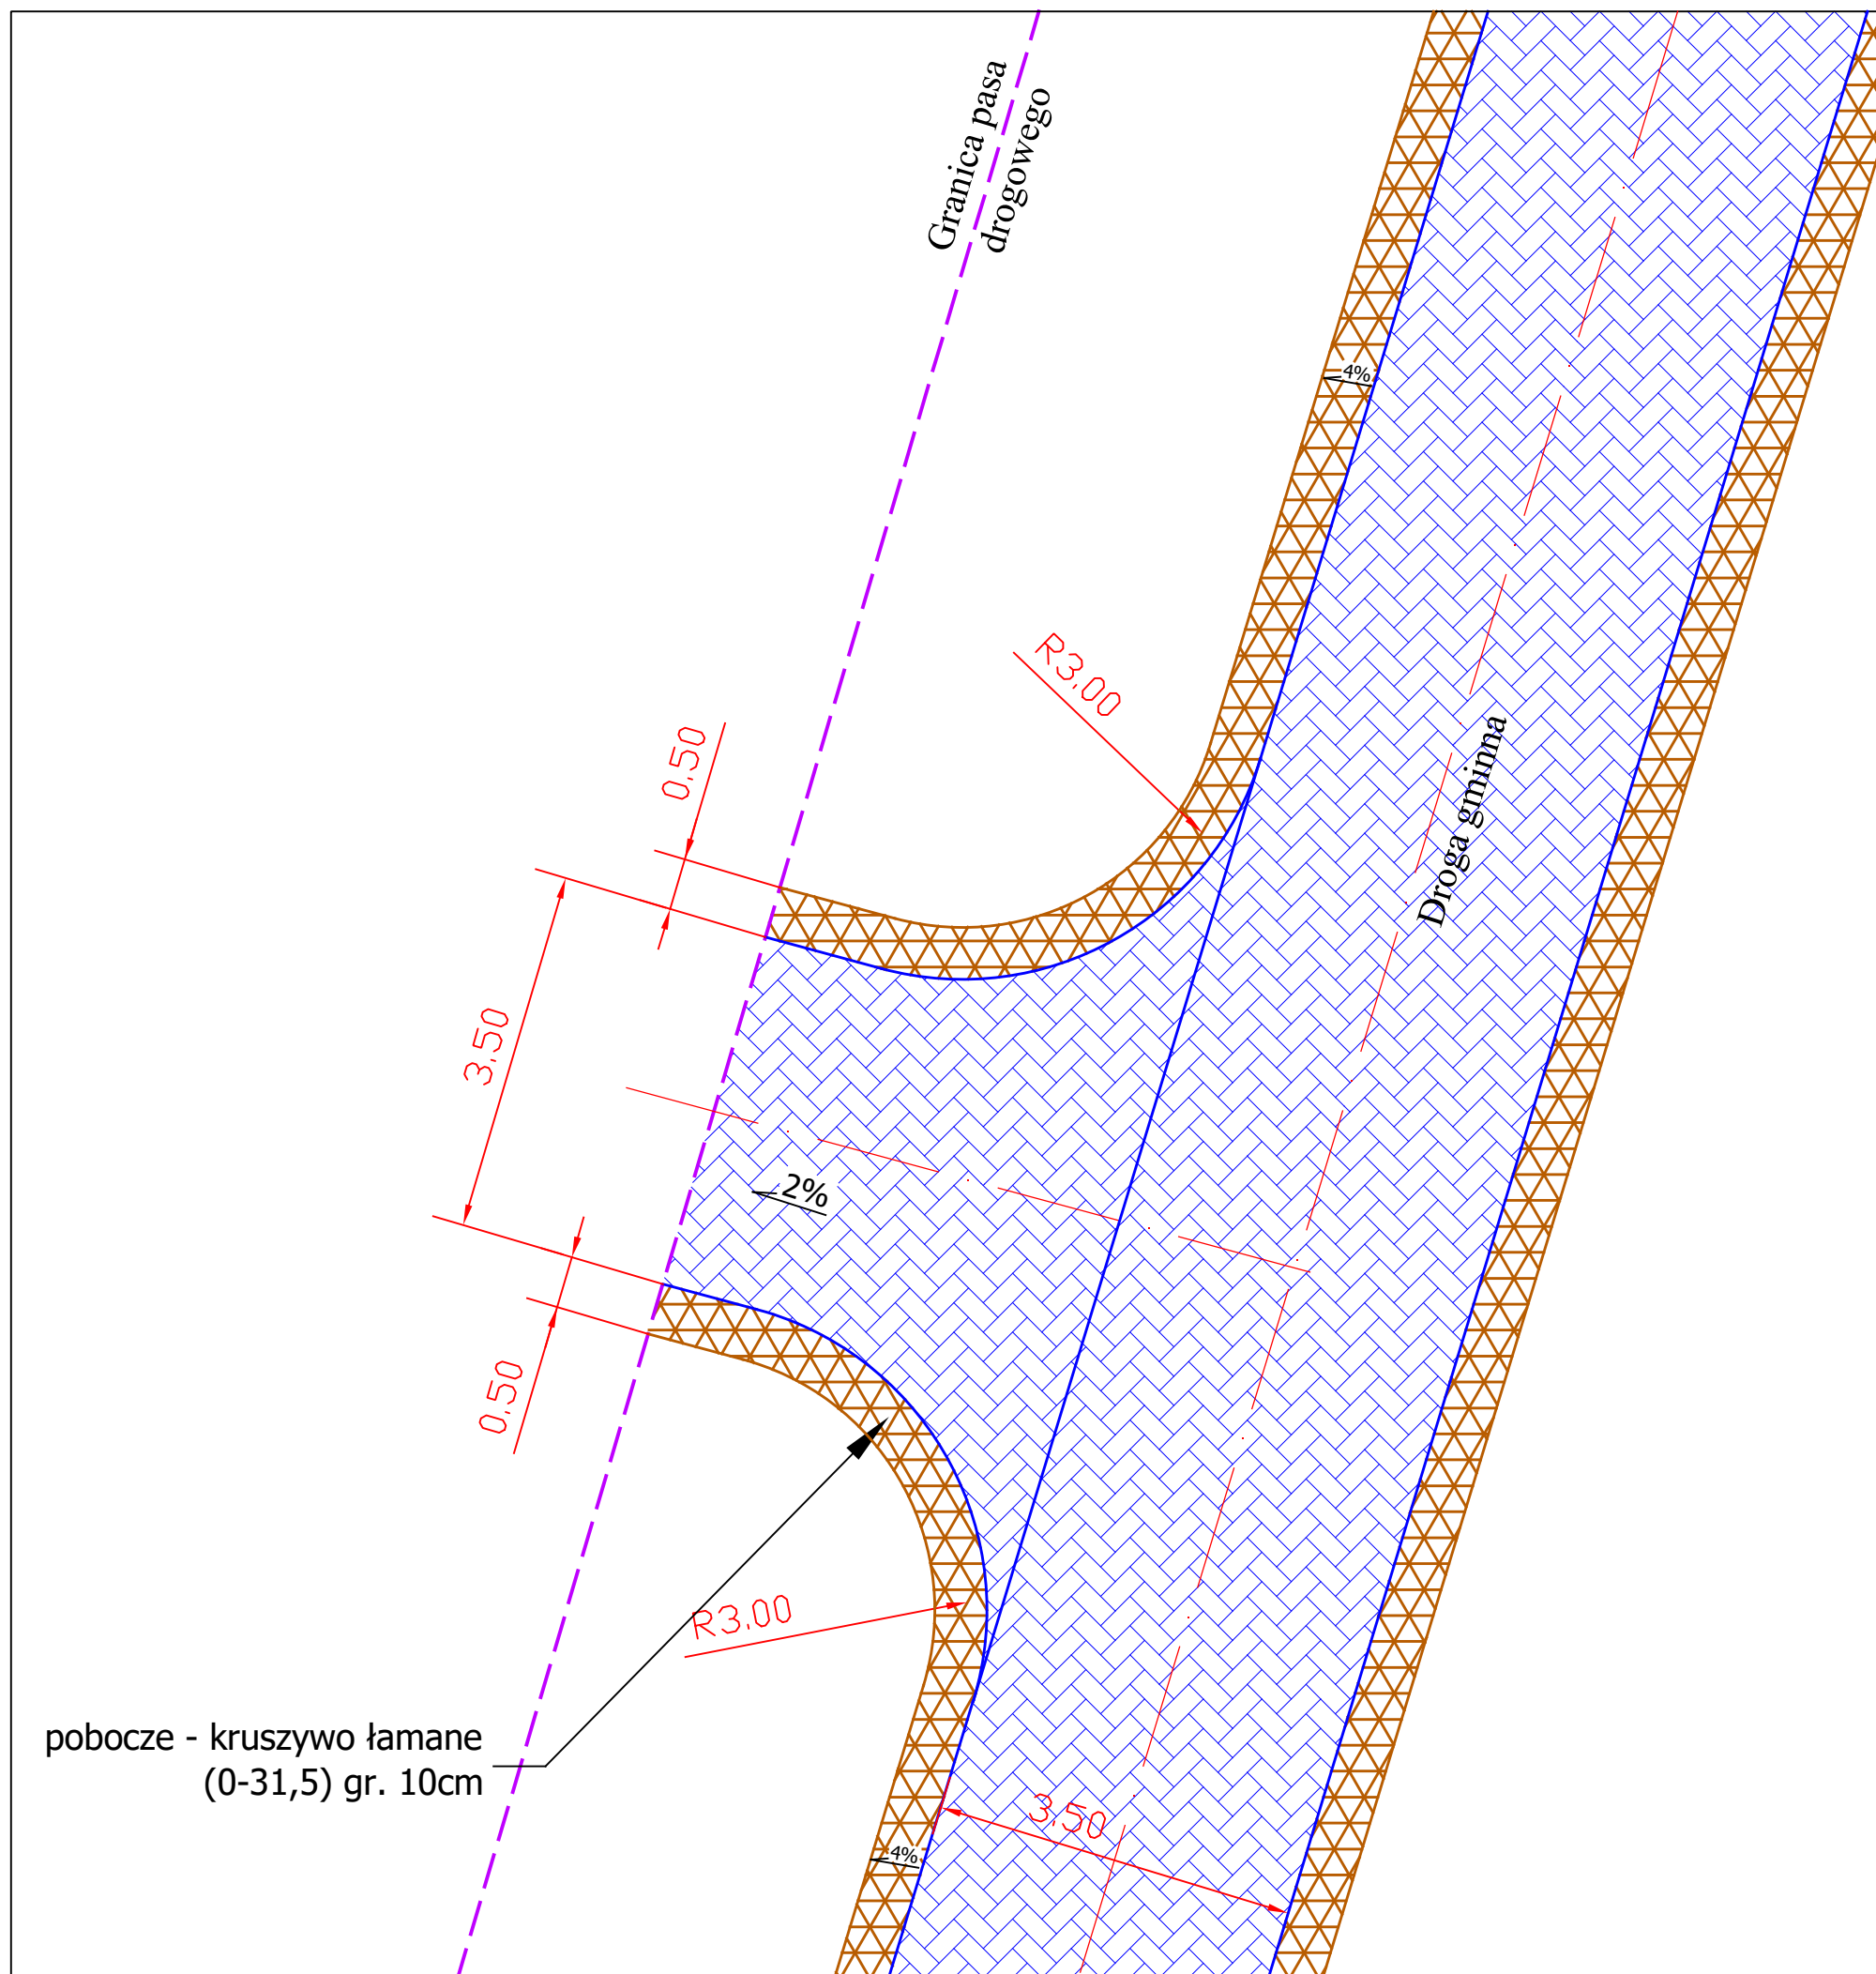 Granica pasa
drogowego
4%
R3,00
0,50
Droga gminna
3,50
2%
0,50
R3,00
pobocze - kruszywo łamane
(0-31,5) gr. 10cm
3,50
4%